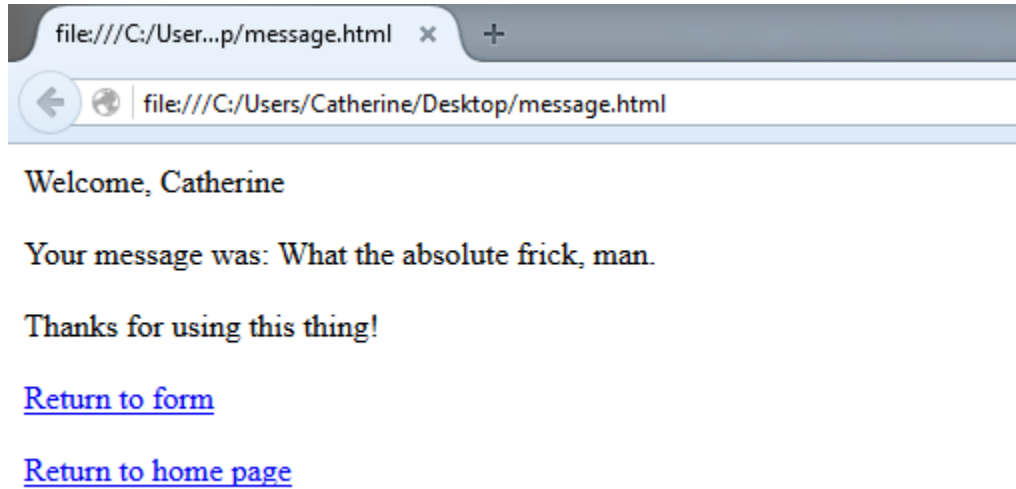 file:///C:/User...p/message.html
file:///C:/Users/Catherine/Desktop/message.html
Welcome, Catherine
Your message was: What the absolute frick, man.
Thanks for using this thing!
Return to form
Return to home page